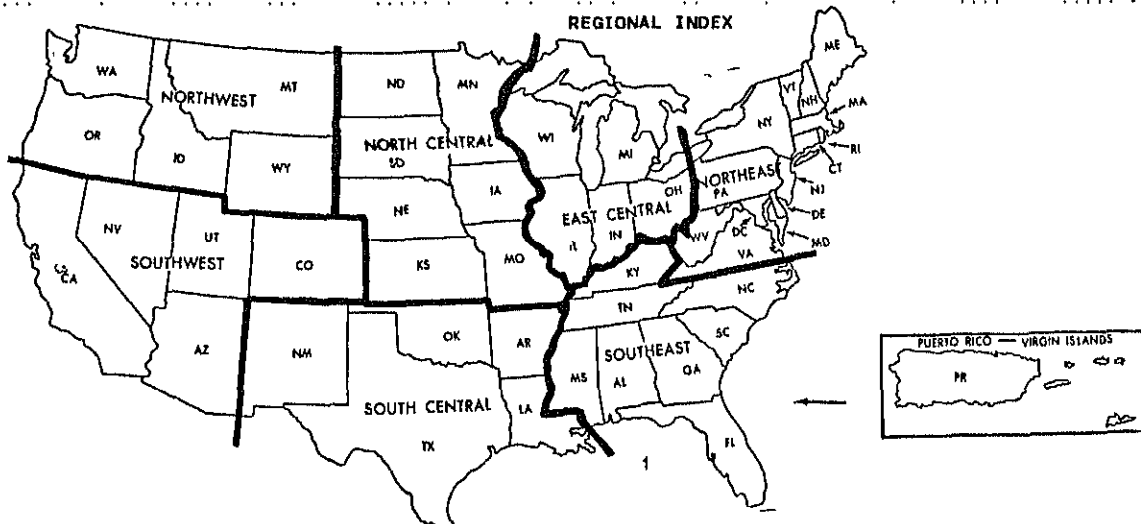 REGIONAL INDEX
WA
MT
ND
MN
ME
NORTHWEST
VT
NH
MA
OR
ID
WY
NORTH CENTRAL
SD
WI
MI
NY
RI
CT
IA
NORTHEAST
PA
NJ
NE
OH
EAST CENTRAL
DE
NV
UT
IL
IN
WV
DC
MD
SOUTHWEST
CO
KS
MO
KY
VA
CA
NC
TN
AZ
NM
OK
AR
SC
SOUTHEAST
PUERTO RICO — VIRGIN ISLANDS
MS
AL
GA
PR
SOUTH CENTRAL
LA
TX
FL
1